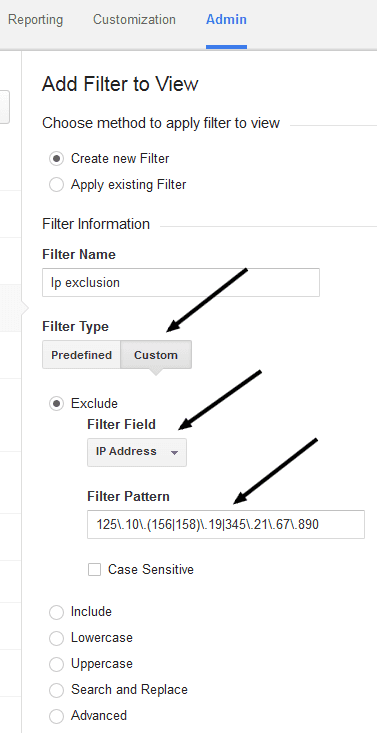 Reporting Customization Admin
Add Filter to View
Choose method to apply filter to view
Create new Filter
Apply existing Filter
Filter Information
Filter Name
Ip exclusion
Filter Type
Predefined Custom
Exclude
Filter Field
IP Address
Filter Pattern
125\.10\.(156|158)\.19|345\.21\.67\.890
Case Sensitive
Include
Lowercase
Uppercase
Search and Replace
Advanced